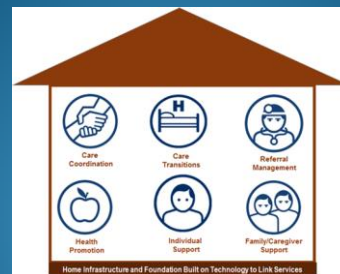 Care
Coordination
Care
Transitions
Referral
Management
Health
Promotion
Individual
Support
Family/Caregiver
Support
Home Infrastructure and Foundation Built on Technology to Link Services